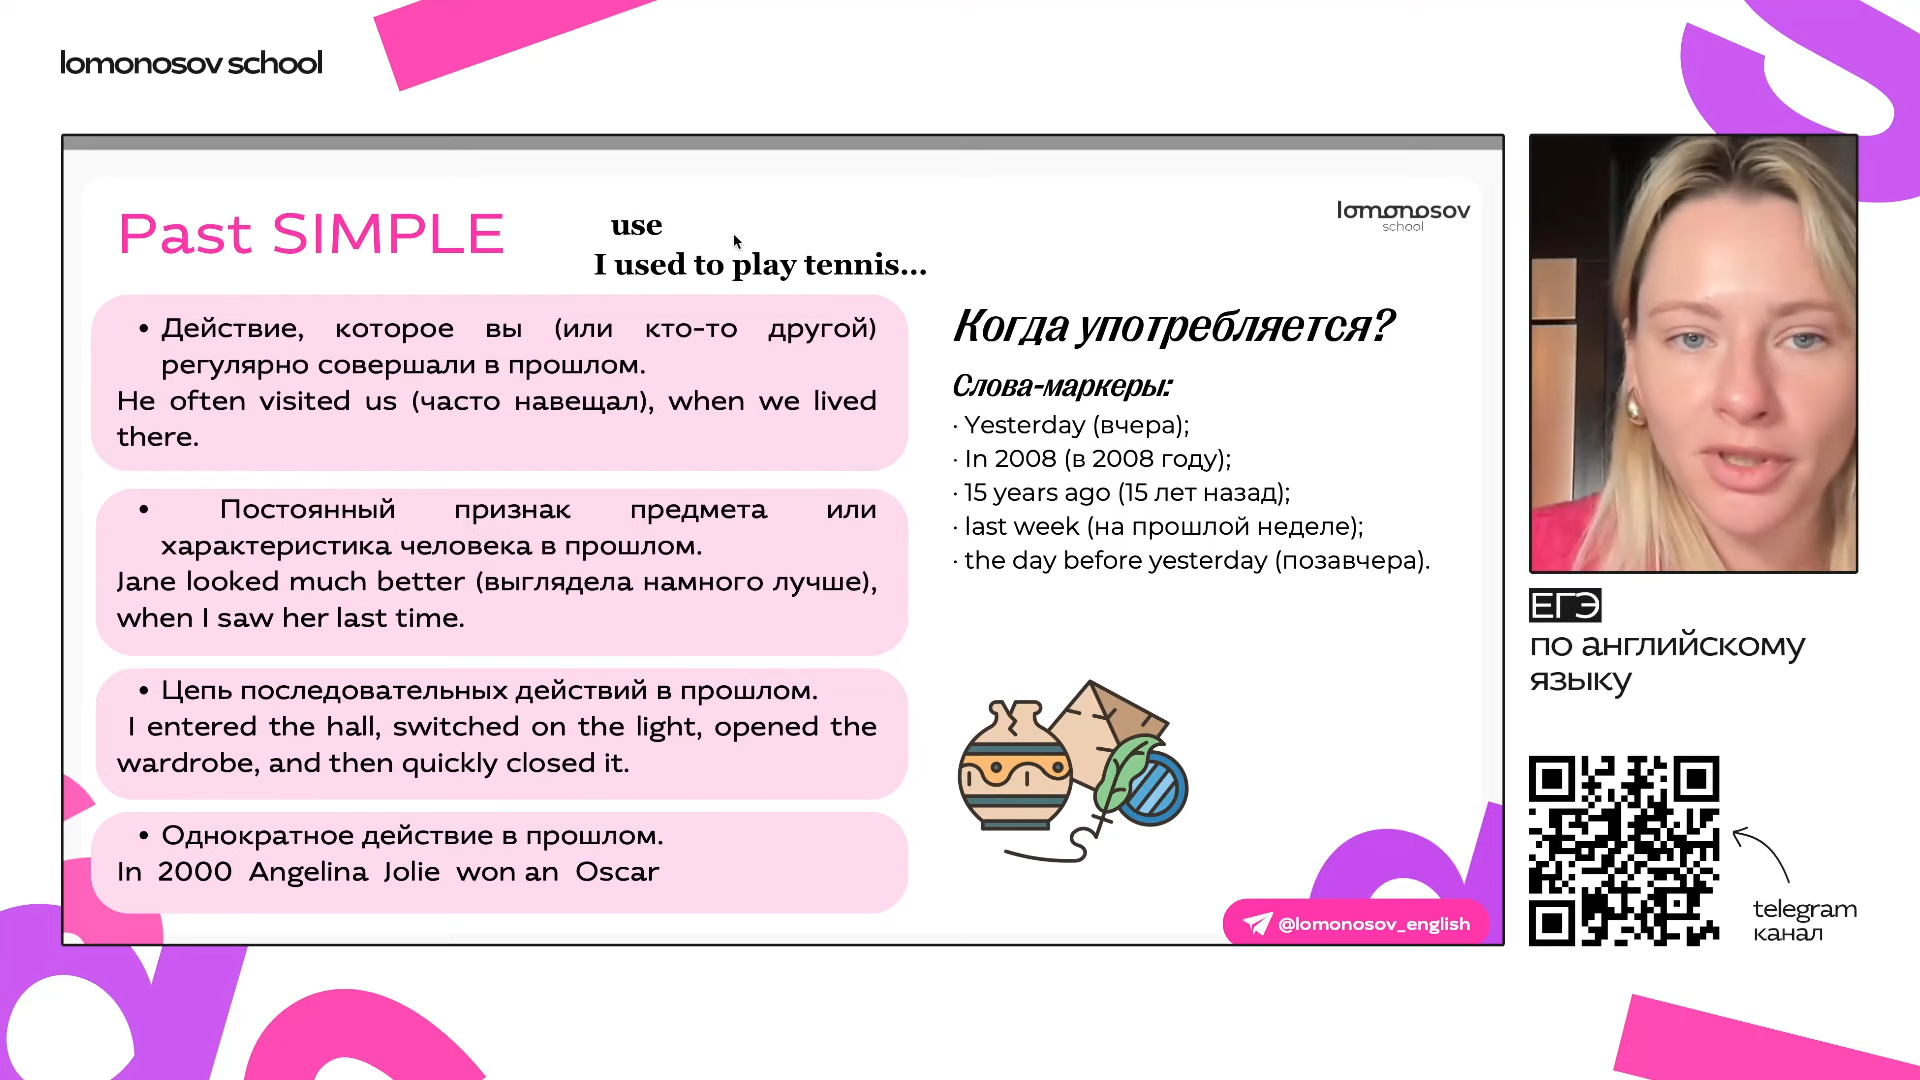 lomonosov school
Past SIMPLE
use
I used to play tennis...
lomonosov
school
• Действие, которое вы (или кто-то другой)
регулярно совершали в прошлом.
He often visited us (часто навещал), when we lived
there.
• Постоянный признак предмета или
характеристика человека в прошлом.
Jane looked much better (выглядела намного лучше),
when I saw her last time.
• Цепь последовательных действий в прошлом.
I entered the hall, switched on the light, opened the
wardrobe, and then quickly closed it.
• Однократное действие в прошлом.
In 2000 Angelina Jolie won an Oscar
Когда употребляется?
Слова-маркеры:
· Yesterday (вчера);
· In 2008 (в 2008 году);
· 15 years ago (15 лет назад);
· last week (на прошлой неделе);
· the day before yesterday (позавчера).
@lomonosov_english
ЕГЭ
по английскому
языку
telegram
канал